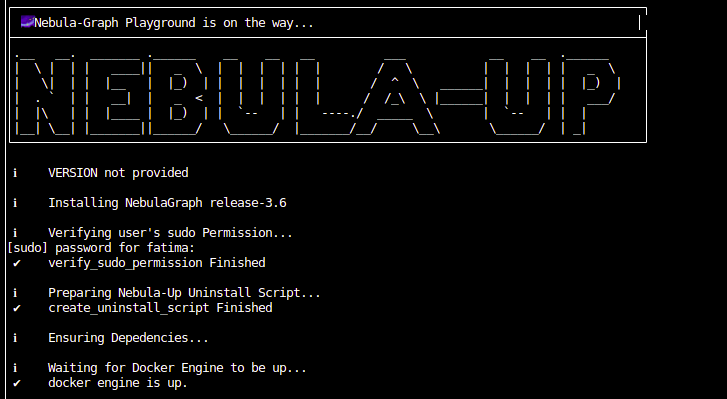 Nebula-Graph Playground is on the way...
NEBULA-UP
i VERSION not provided
i Installing NebulaGraph release-3.6
i Verifying user's sudo Permission...
[sudo] password for fatima:
✔ verify_sudo_permission Finished
i Preparing Nebula-Up Uninstall Script...
✔ create_uninstall_script Finished
i Ensuring Depedencies...
i Waiting for Docker Engine to be up...
✔ docker engine is up.